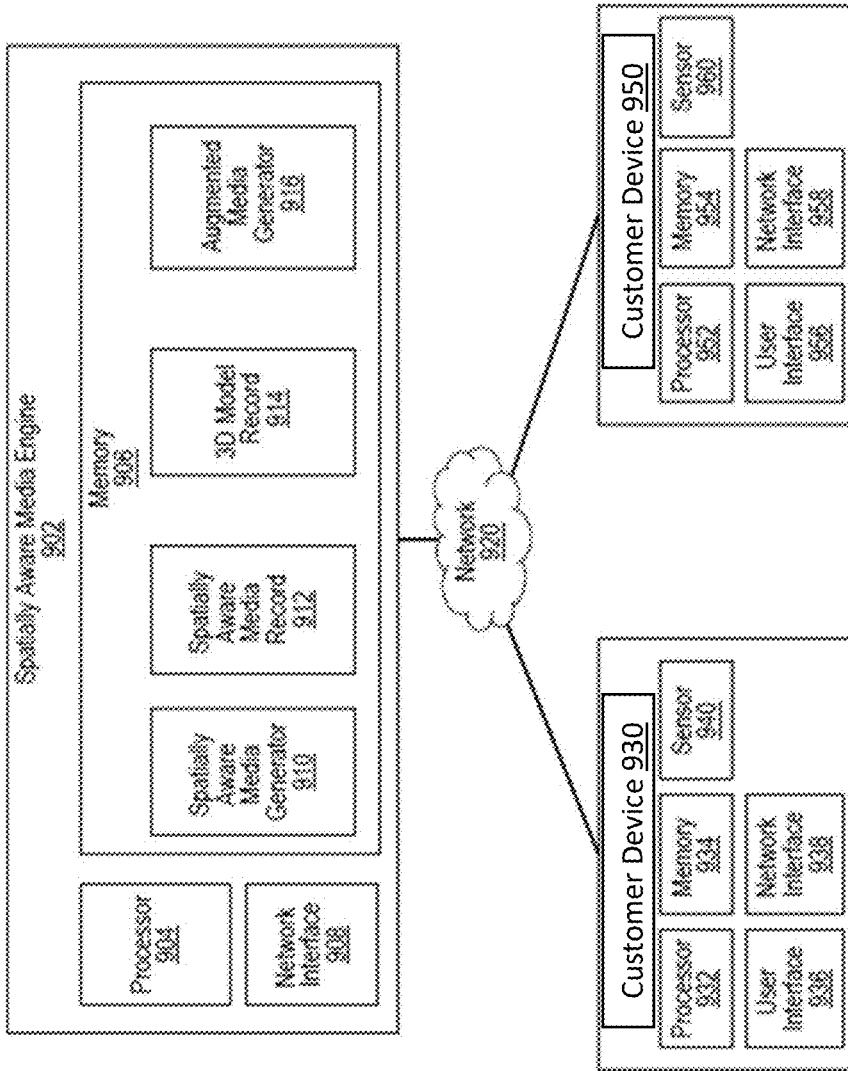 Spatially Aware Media Engine
902
Processor
904
Network
Interface
908
Memory
906
Spatially
Aware
Media
Generator
910
Spatially
Aware
Media
Record
912
3D Model
Record
914
Augmented
Media
Generator
916
Network
920
Customer Device 930
Processor
932
Memory
934
Sensor
940
User
Interface
936
Network
Interface
938
Customer Device 950
Processor
952
Memory
954
Sensor
960
User
Interface
956
Network
Interface
958